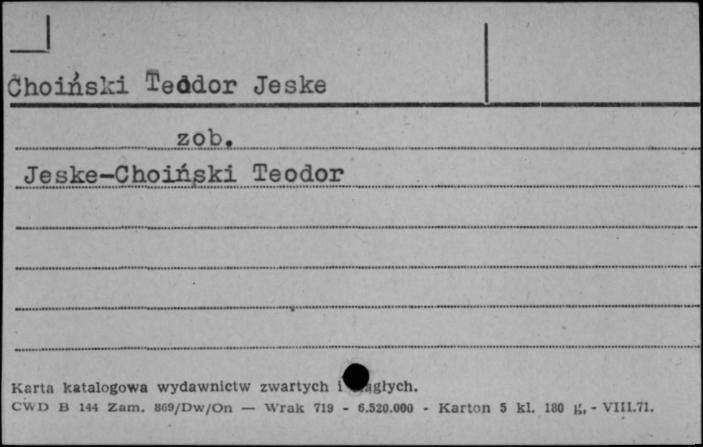 Choiński Teodor Jeske
zob.
Jeske-Choiński Teodor
Karta katalogowa wydawnictw zwartych i
CWD B 144 Zam. 869/Dw/On — Wrak 719 - 6.520.000 - Karton 5 kl. 180 g, - VIII.71.